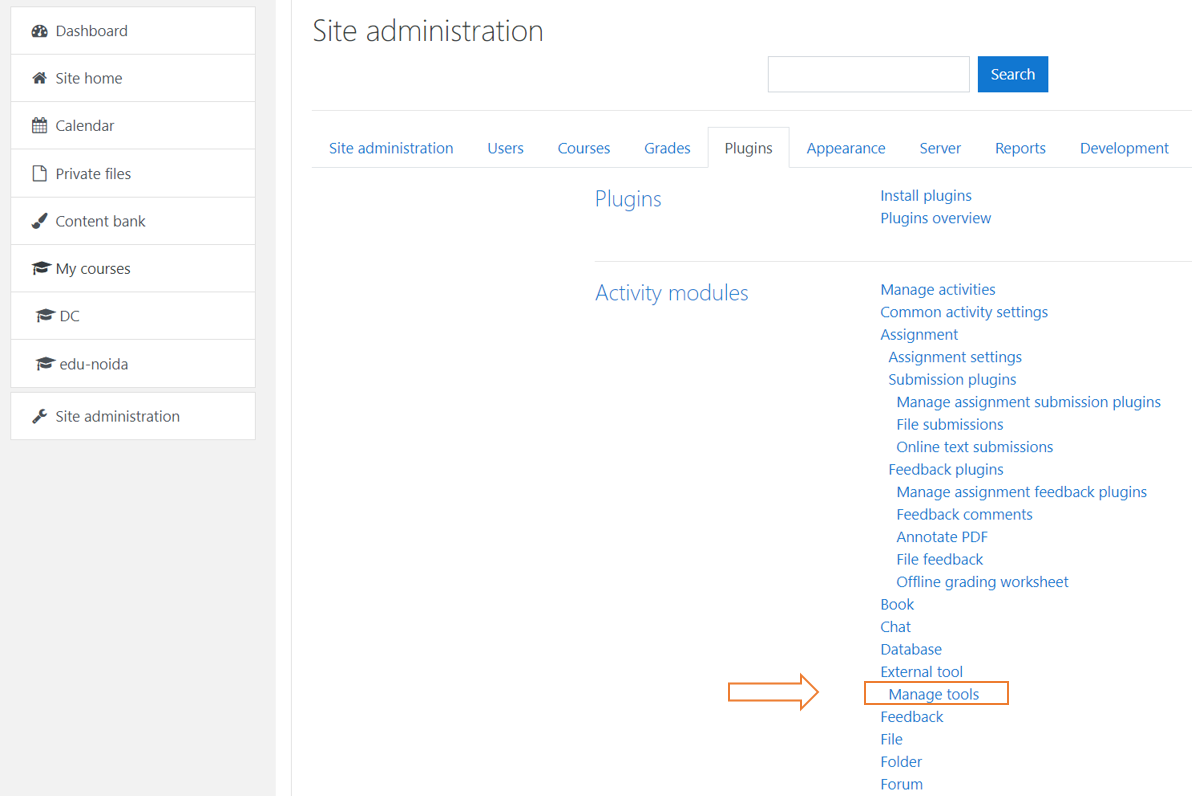 Dashboard
Site home
Calendar
Private files
Content bank
My courses
DC
edu-noida
Site administration
Site administration
Search
Site administration Users Courses Grades Plugins Appearance Server Reports Development
Plugins
Install plugins
Plugins overview
Activity modules
Manage activities
Common activity settings
Assignment
Assignment settings
Submission plugins
Manage assignment submission plugins
File submissions
Online text submissions
Feedback plugins
Manage assignment feedback plugins
Feedback comments
Annotate PDF
File feedback
Offline grading worksheet
Book
Chat
Database
External tool
Manage tools
Feedback
File
Folder
Forum